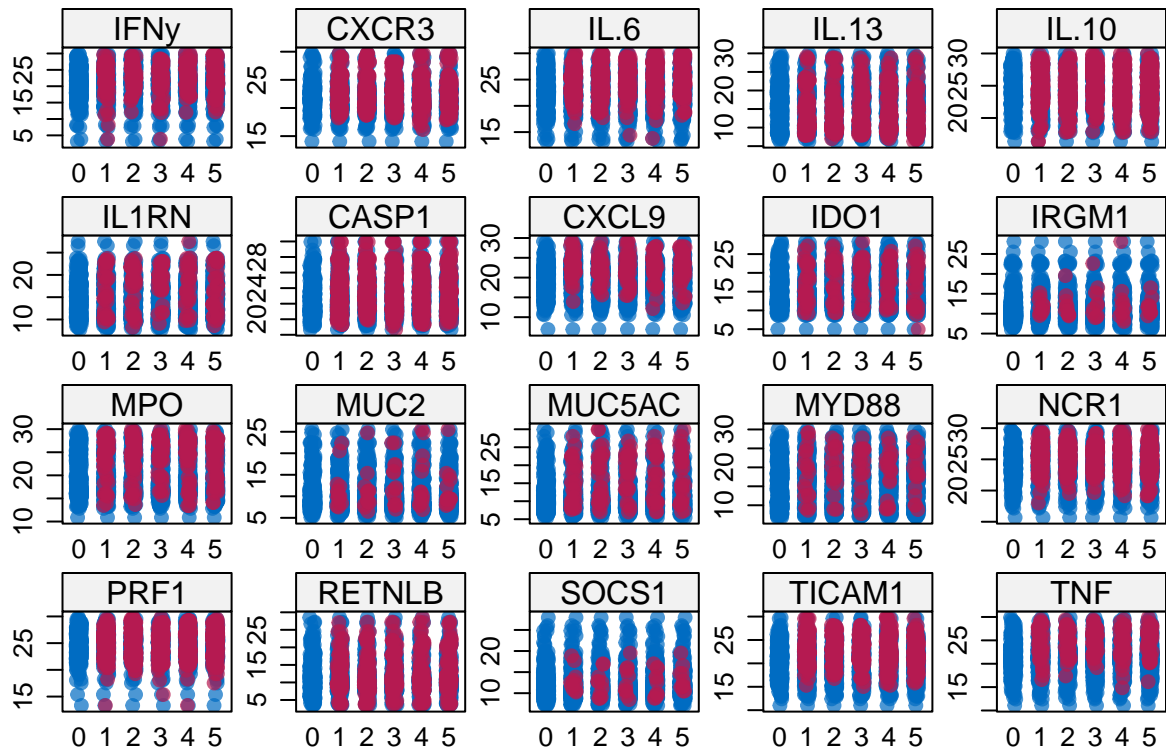 IFNy
5 15 25
0 1 2 3 4 5
CXCR3
15 25
0 1 2 3 4 5
IL.6
15 25
0 1 2 3 4 5
IL.13
10 20 30
0 1 2 3 4 5
IL.10
20 25 30
0 1 2 3 4 5
IL1RN
10 20
0 1 2 3 4 5
CASP1
20 24 28
0 1 2 3 4 5
CXCL9
10 20 30
0 1 2 3 4 5
IDO1
5 15 25
0 1 2 3 4 5
IRGM1
5 15 25
0 1 2 3 4 5
MPO
10 20 30
0 1 2 3 4 5
MUC2
5 15 25
0 1 2 3 4 5
MUC5AC
5 15 25
0 1 2 3 4 5
MYD88
10 20 30
0 1 2 3 4 5
NCR1
20 25 30
0 1 2 3 4 5
PRF1
15 25
0 1 2 3 4 5
RETNLB
5 15 25
0 1 2 3 4 5
SOCS1
10 20
0 1 2 3 4 5
TICAM1
15 25
0 1 2 3 4 5
TNF
15 25
0 1 2 3 4 5